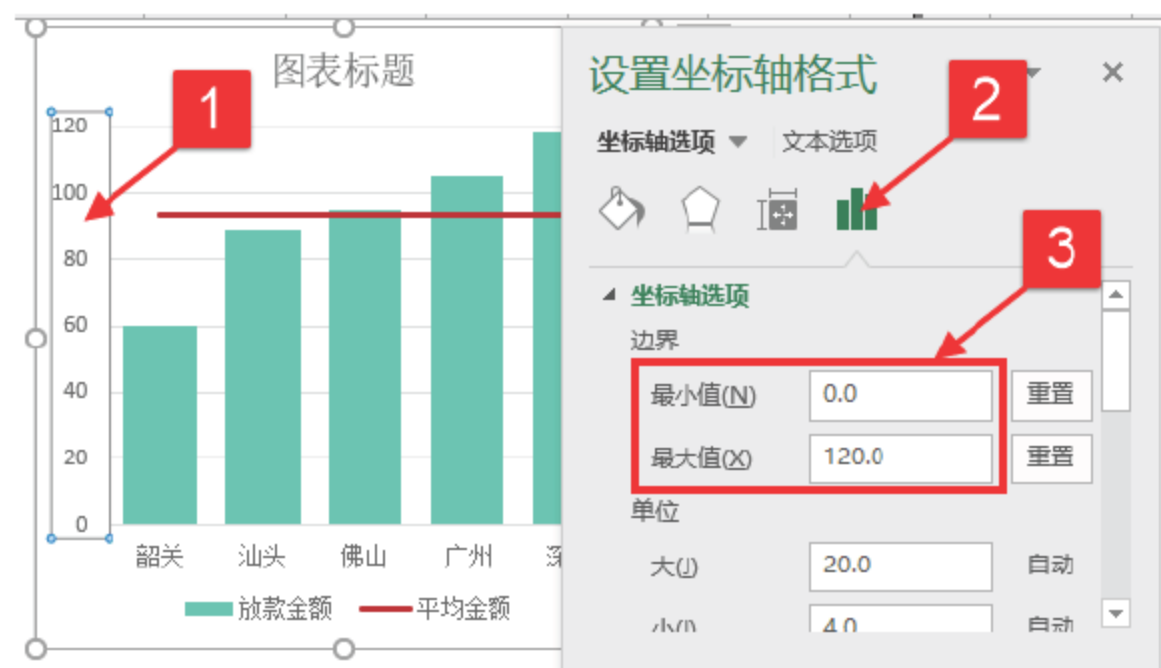 图表标题
1
120
100
80
60
40
20
0
韶关 汕头 佛山 广州
放款金额 平均金额
设置坐标轴格式
2
坐标轴选项 文本选项
3
坐标轴选项
边界
最小值(N) 0.0 重置
最大值(X) 120.0 重置
单位
大(J) 20.0 自动
小(I) 4.0 自动